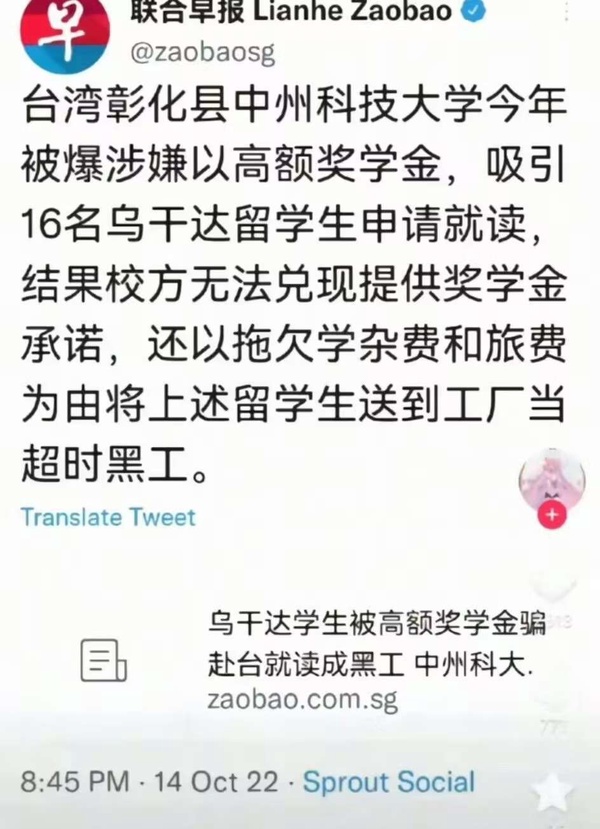 早
联合早报 Lianhe Zaobao
@zaobaosg
台湾彰化县中州科技大学今年
被爆涉嫌以高额奖学金，吸引
16名乌干达留学生申请就读，
结果校方无法兑现提供奖学金
承诺，还以拖欠学杂费和旅费
为由将上述留学生送到工厂当
超时黑工。
Translate Tweet
乌干达学生被高额奖学金骗
赴台就读成黑工 中州科大.
zaobao.com.sg
8:45 PM · 14 Oct 22 · Sprout Social